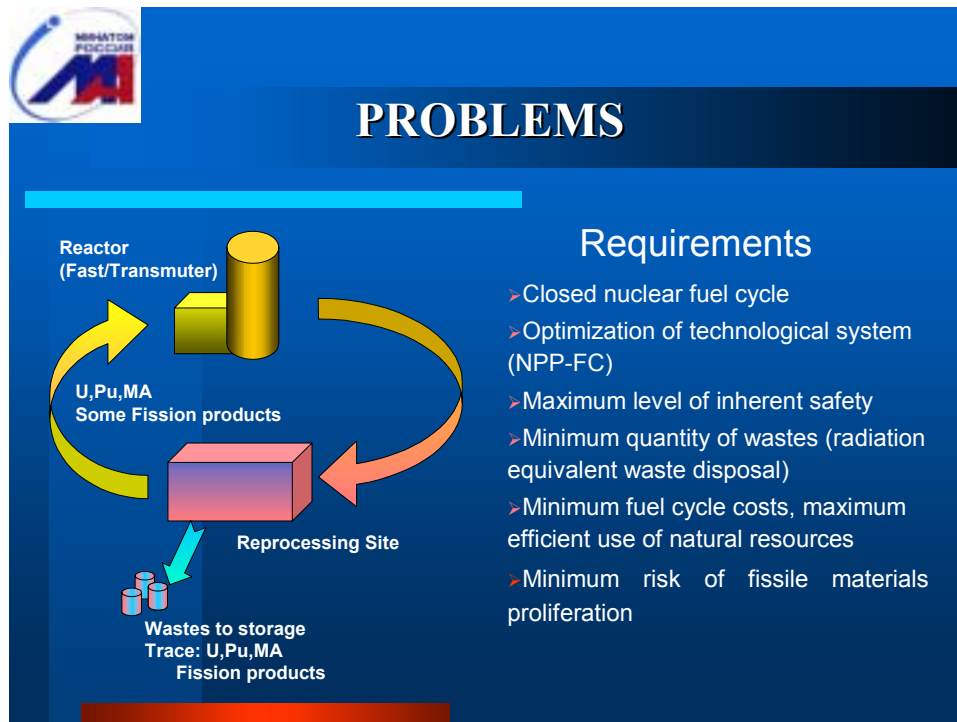 МИНАТОМ
РОССИИ
PROBLEMS
Reactor
(Fast/Transmuter)
U,Pu,MA
Some Fission products
Reprocessing Site
Wastes to storage
Trace: U,Pu,MA
Fission products
Requirements
➢Closed nuclear fuel cycle
➢Optimization of technological system
(NPP-FC)
➢Maximum level of inherent safety
➢Minimum quantity of wastes (radiation
equivalent waste disposal)
➢Minimum fuel cycle costs, maximum
efficient use of natural resources
➢Minimum risk of fissile materials
proliferation